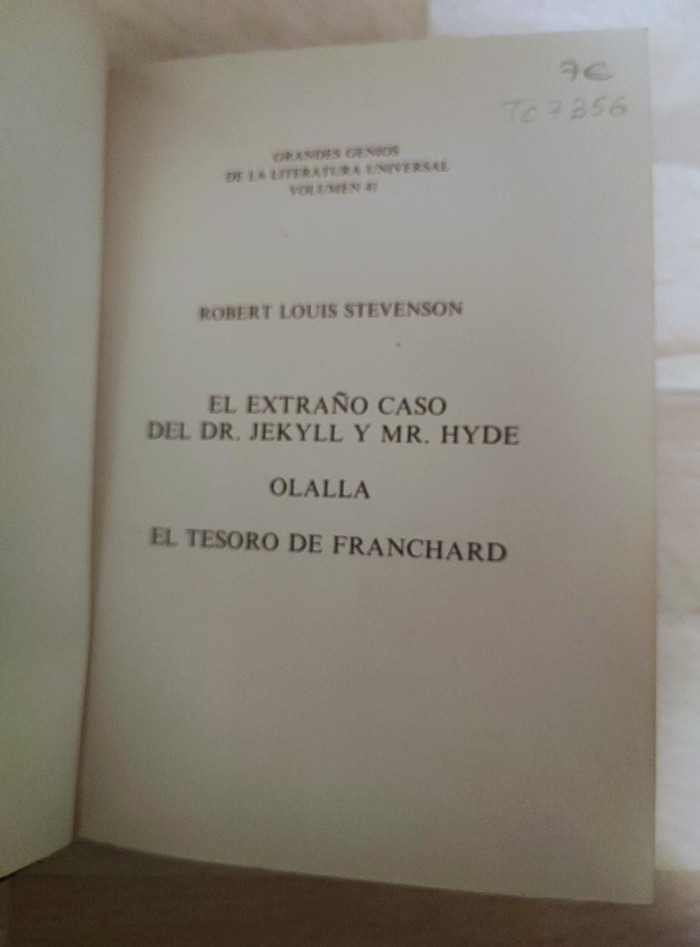 7€
TC7356
GRANDES GENIOS
DE LA LITERATURA UNIVERSAL
VOLUMEN
ROBERT LOUIS STEVENSON
EL EXTRAÑO CASO
DEL DR. JEKYLL Y MR. HYDE
OLALLA
EL TESORO DE FRANCHARD